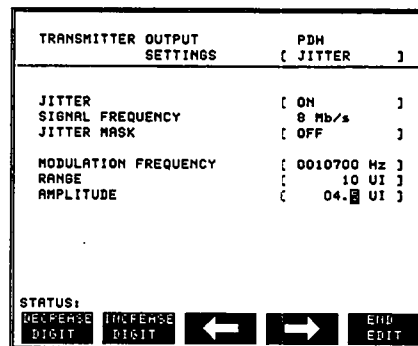 TRANSMITTER OUTPUT PDH
SETTINGS [ JITTER ]
JITTER [ ON ]
SIGNAL FREQUENCY 8 Mb/s
JITTER MASK [ OFF ]
MODULATION FREQUENCY [ 0010700 Hz ]
RANGE [ 10 UI ]
AMPLITUDE [ 04. UI ]
STATUS:
DECREASE DIGIT INCREASE DIGIT END EDIT